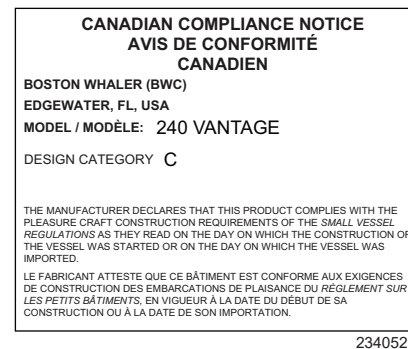 CANADIAN COMPLIANCE NOTICE
AVIS DE CONFORMITÉ
CANADIEN
BOSTON WHALER (BWC)
EDGEWATER, FL, USA
MODEL / MODÈLE: 240 VANTAGE
DESIGN CATEGORY C
THE MANUFACTURER DECLARES THAT THIS PRODUCT COMPLIES WITH THE
PLEASURE CRAFT CONSTRUCTION REQUIREMENTS OF THE SMALL VESSEL
REGULATIONS AS THEY READ ON THE DAY ON WHICH THE CONSTRUCTION OF
THE VESSEL WAS STARTED OR ON THE DAY ON WHICH THE VESSEL WAS
IMPORTED.
LE FABRICANT ATTESTE QUE CE BÂTIMENT EST CONFORME AUX EXIGENCES
DE CONSTRUCTION DES EMBARCATIONS DE PLAISANCE DU RÈGLEMENT SUR
LES PETITS BÂTIMENTS, EN VIGUEUR À LA DATE DU DÉBUT DE SA
CONSTRUCTION OU À LA DATE DE SON IMPORTATION.
234052